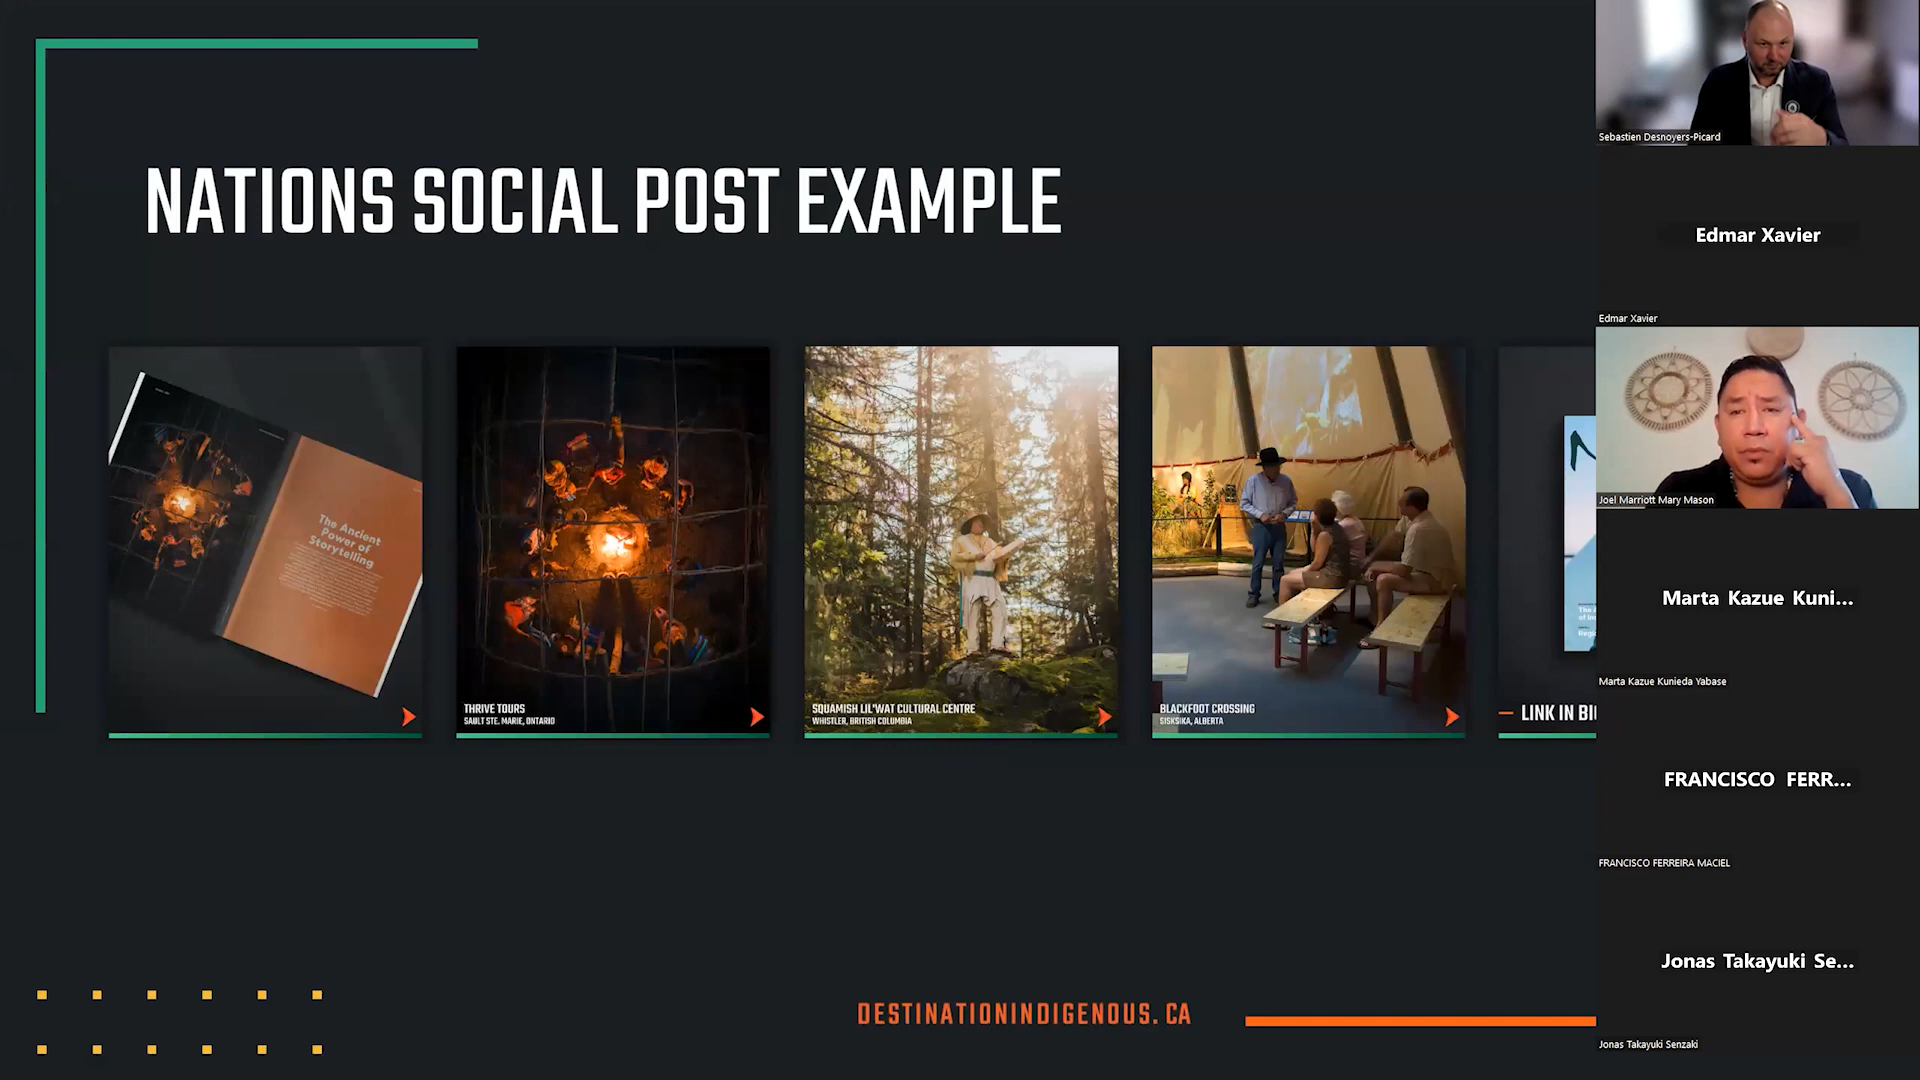 NATIONS SOCIAL POST EXAMPLE
The Ancient
Power of
Storytelling
THRIVE TOURS
SAULT STE. MARIE, ONTARIO
SQUAMISH LIL'WAT CULTURAL CENTRE
WHISTLER, BRITISH COLUMBIA
BLACKFOOT CROSSING
SISKSIKA, ALBERTA
LINK IN BI
DESTINATIONINDIGENOUS.CA
Sebastien Desnoyers-Picard
Edmar Xavier
Edmar Xavier
Joel Marriott Mary Mason
Marta Kazue Kuni...
Marta Kazue Kunieda Yabase
FRANCISCO FERR...
FRANCISCO FERREIRA MACIEL
Jonas Takayuki Se...
Jonas Takayuki Senzaki